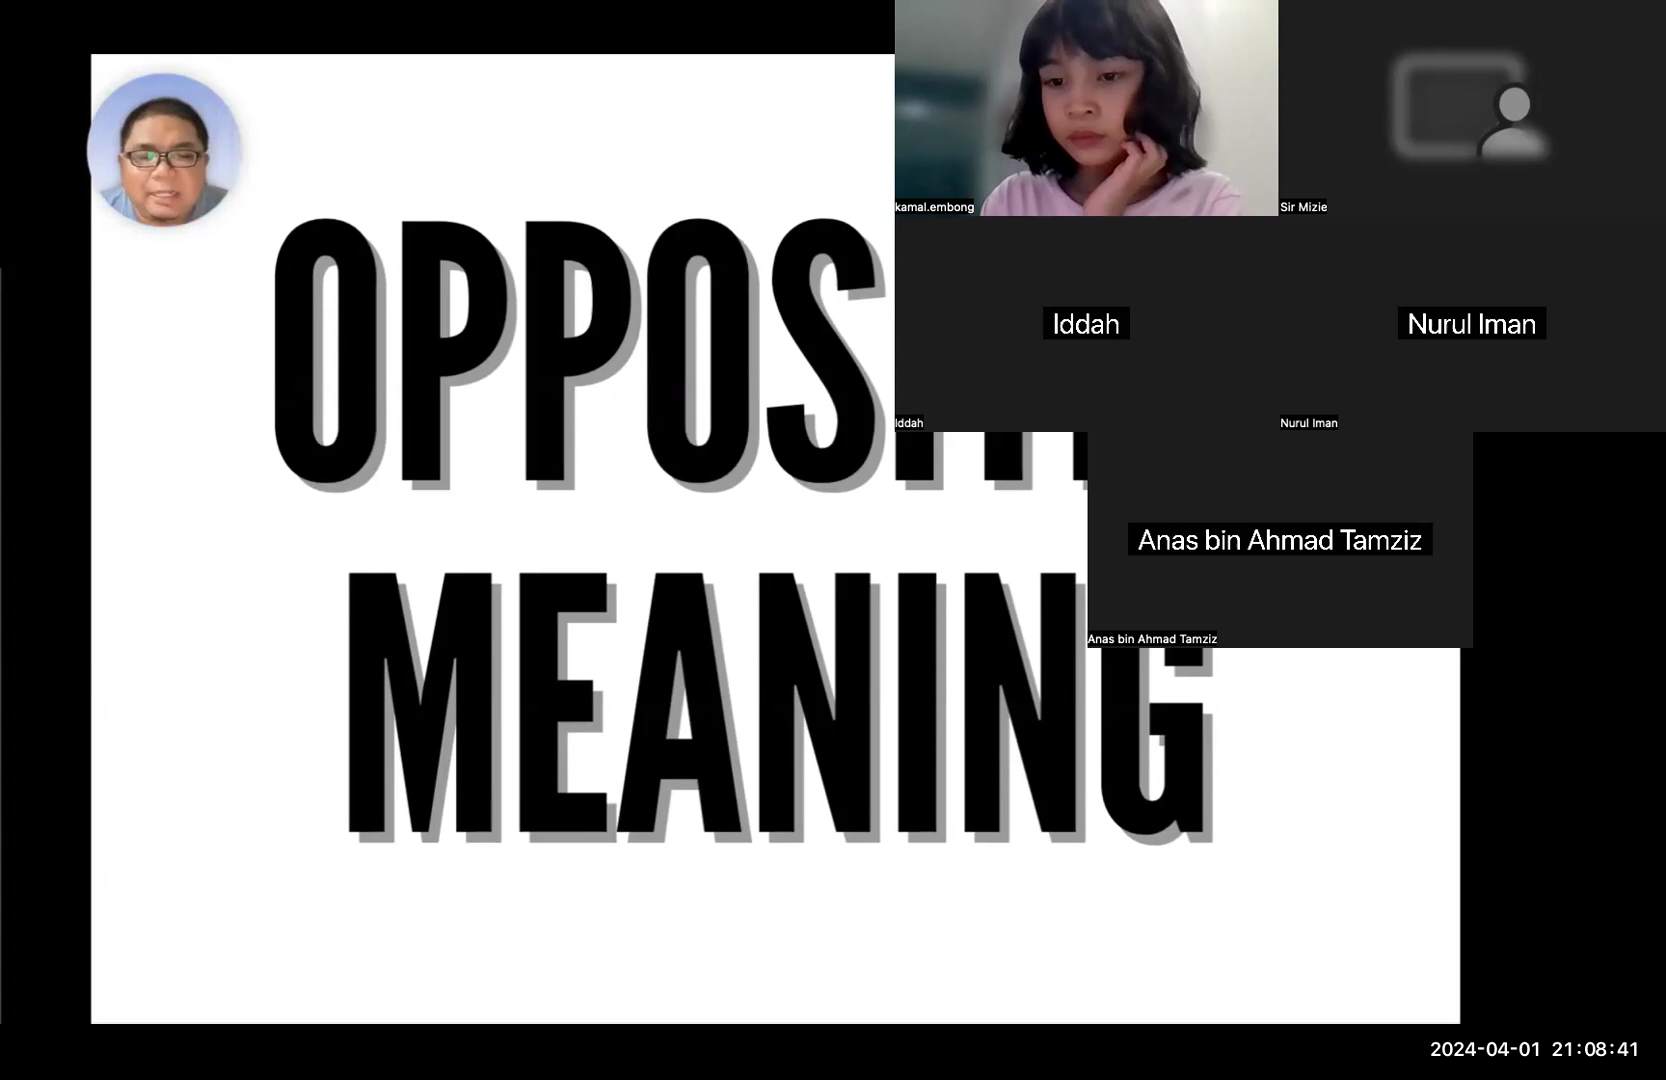 kamal.embong
Sir Mizie
OPPOS
Iddah
Nurul Iman
Iddah
Nurul Iman
Anas bin Ahmad Tamziz
Anas bin Ahmad Tamziz
MEANING
2024-04-01 21:08:41